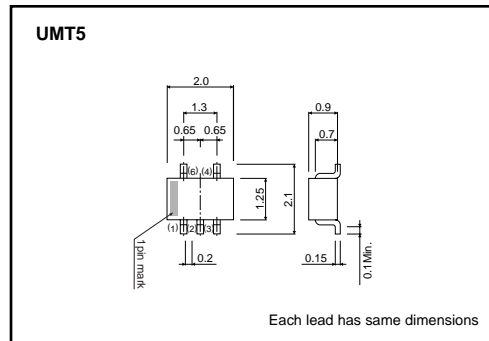 UMT5
2.0
1.3
0.65 0.65
(6) (4)
1.25
2.1
(1) (2) (3)
0.2
1pin mark
0.9
0.7
0.15
0.1Min.
Each lead has same dimensions